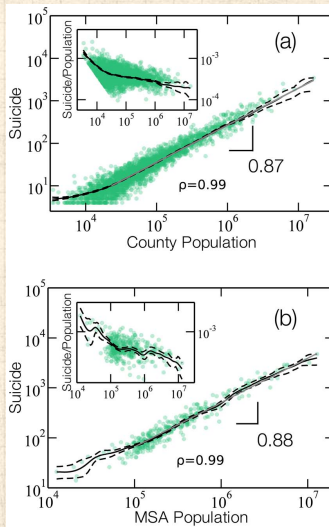 (a)
Suicide
10^5
10^4
10^3
10^2
10^1
Suicide/Population
10^-3
10^-4
10^4 10^5 10^6 10^7
0.87
ρ=0.99
10^4 10^5 10^6 10^7
County Population
(b)
Suicide
10^5
10^4
10^3
10^2
10^1
Suicide/Population
10^-3
10^4 10^5 10^6 10^7
0.88
ρ=0.99
10^4 10^5 10^6 10^7
MSA Population